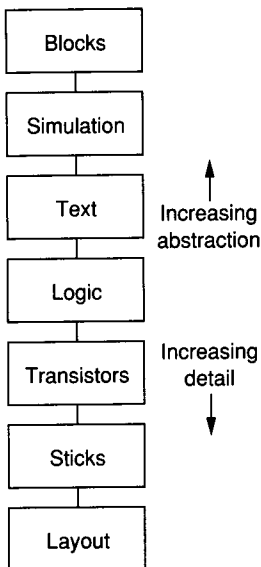 Blocks
Simulation
Text
Increasing
abstraction
Logic
Increasing
detail
Transistors
Sticks
Layout